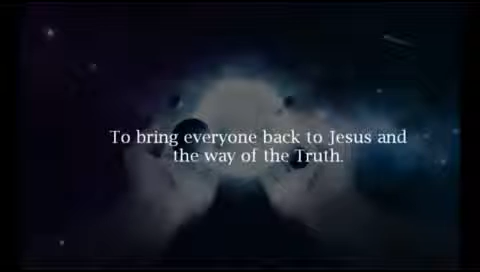 To bring everyone back to Jesus and
the way of the Truth.